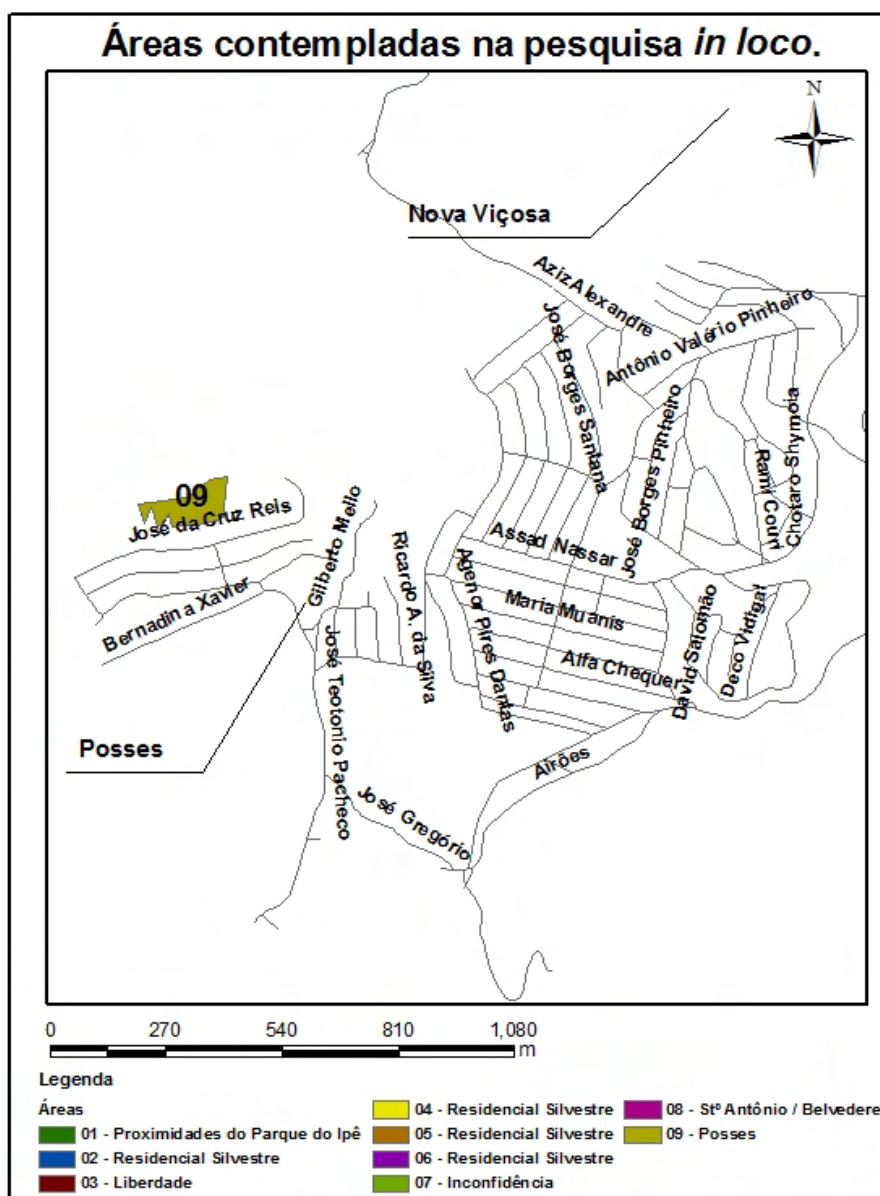 Áreas contempladas na pesquisa in loco.
N
Nova Viçosa
Aziz Alexandre
Antônio Valério Pinheiro
José Borges Santana
José Borges Pinheiro
Rami Couri
Chotaro Shymoia
09
José da Cruz Reis
Gilberto Mello
Ricardo A. da Silva
Assad Nassar
Agenor Pires Dantas
Maria Muanis
Alfa Chequer
David Salomão
Deco Vidigal
Bernadina Xavier
José Teotonio Pacheco
Posses
Airões
José Gregório
0 270 540 810 1,080
m
Legenda
Áreas
01 - Proximidades do Parque do Ipê
02 - Residencial Silvestre
03 - Liberdade
04 - Residencial Silvestre
05 - Residencial Silvestre
06 - Residencial Silvestre
07 - Inconfidência
08 - Stº Antônio / Belvedere
09 - Posses